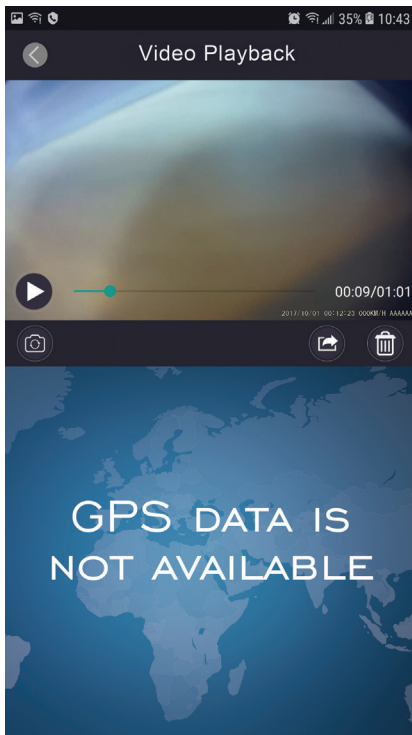 35% 10:43
Video Playback
00:09/01:01
2017/10/01 00:12:23 000KM/H AAAAAA
GPS DATA IS
NOT AVAILABLE